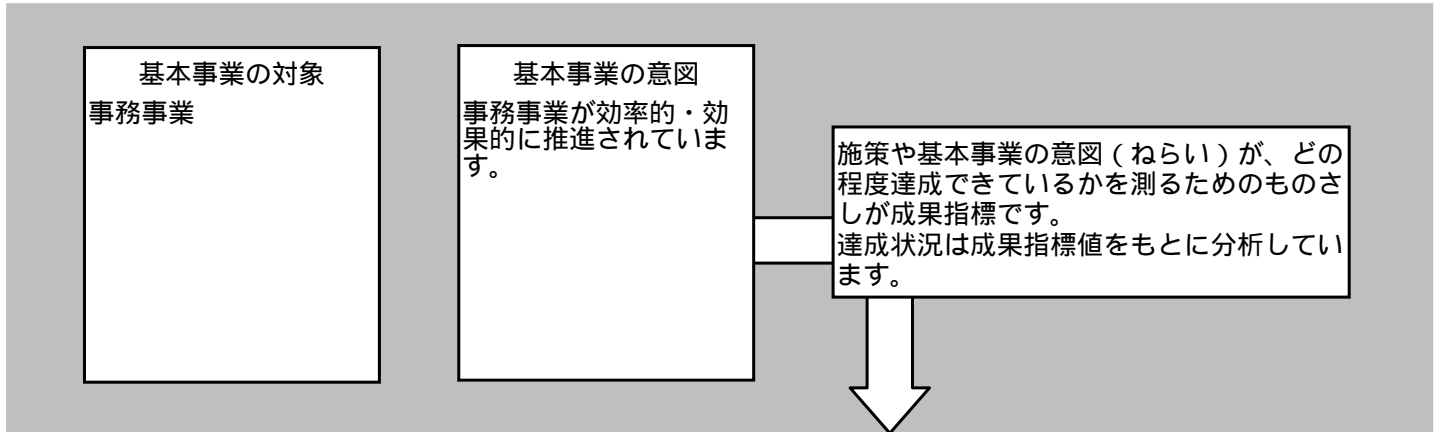 基本事業の対象
事務事業
基本事業の意図
事務事業が効率的・効
果的に推進されていま
す。
施策や基本事業の意図(ねらい)が、どの
程度達成できているかを測るためのものさ
しが成果指標です。
達成状況は成果指標値をもとに分析してい
ます。